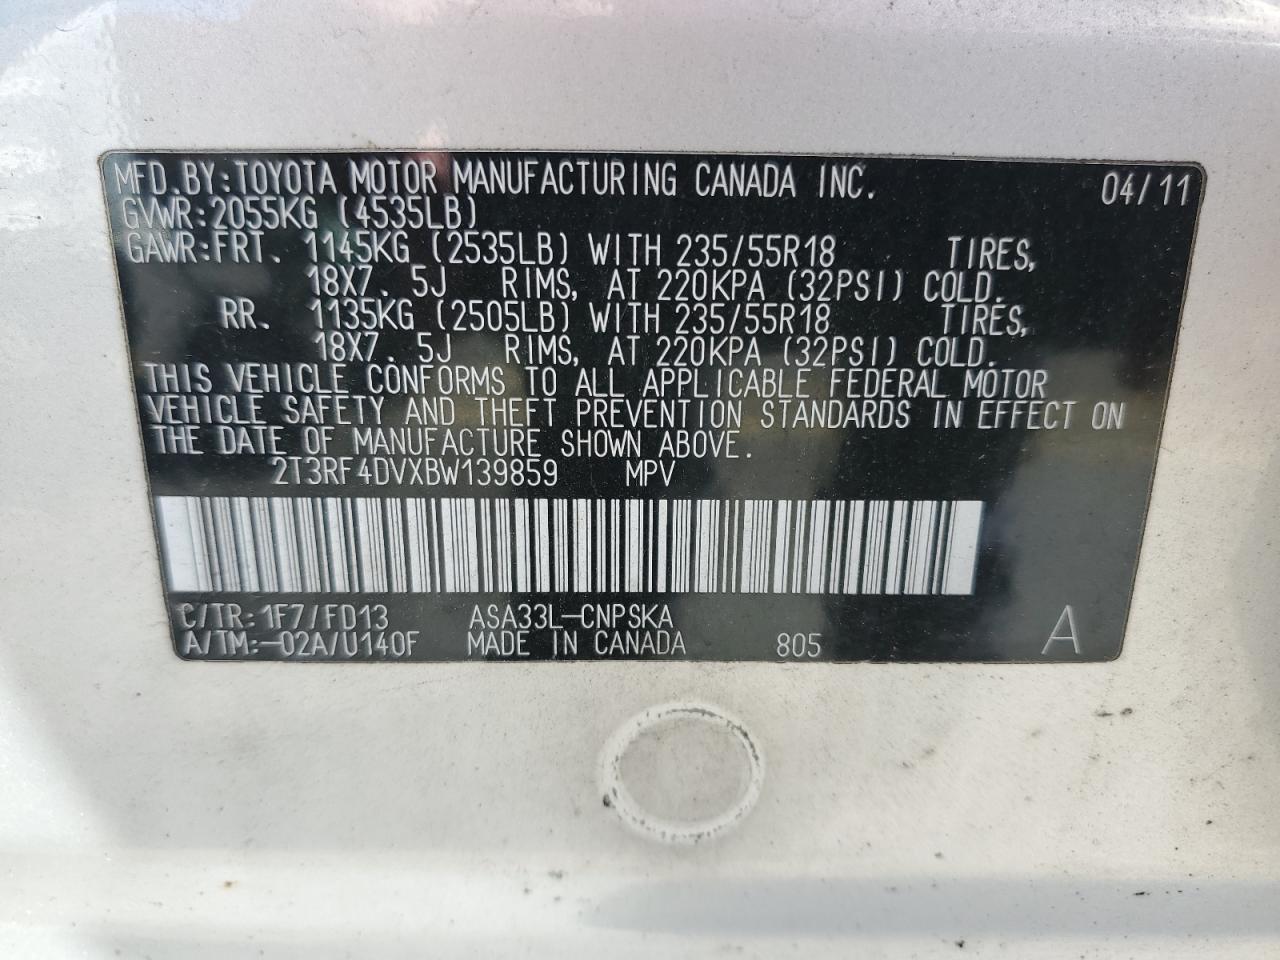 MFD.BY:TOYOTA MOTOR MANUFACTURING CANADA INC. 04/11
GVWR:2055KG (4535LB)
GAWR:FRT. 1145KG (2535LB) WITH 235/55R18 TIRES,
18X7.5J RIMS, AT 220KPA (32PSI) COLD.
RR. 1135KG (2505LB) WITH 235/55R18 TIRES,
18X7.5J RIMS, AT 220KPA (32PSI) COLD.
THIS VEHICLE CONFORMS TO ALL APPLICABLE FEDERAL MOTOR
VEHICLE SAFETY AND THEFT PREVENTION STANDARDS IN EFFECT ON
THE DATE OF MANUFACTURE SHOWN ABOVE.
2T3RF4DVXBW139859 MPV
C/TR:1F7/FD13 ASA33L-CNPSKA
A/TM:-02A/U140F MADE IN CANADA 805 A